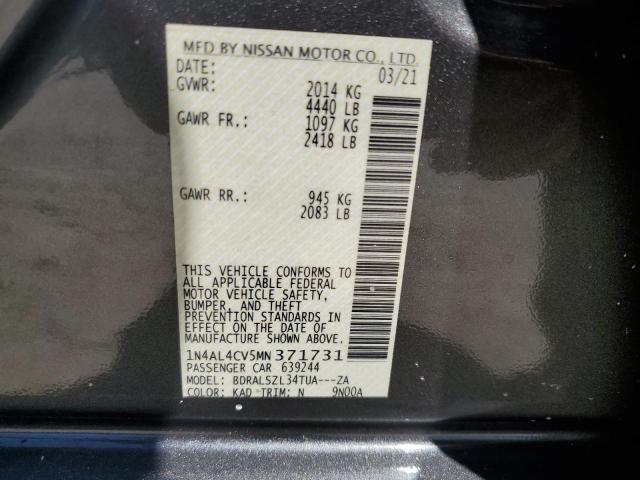 MFD BY NISSAN MOTOR CO., LTD.
DATE: 03/21
GVWR: 2014 KG
4440 LB
GAWR FR.: 1097 KG
2418 LB
GAWR RR.: 945 KG
2083 LB
THIS VEHICLE CONFORMS TO
ALL APPLICABLE FEDERAL
MOTOR VEHICLE SAFETY,
BUMPER, AND THEFT
PREVENTION STANDARDS IN
EFFECT ON THE DATE OF
MANUFACTURE SHOWN ABOVE.
1N4AL4CV5MN371731
PASSENGER CAR 639244
MODEL: BDRALSZL34TUA---ZA
COLOR: KAD TRIM: N 9N00A